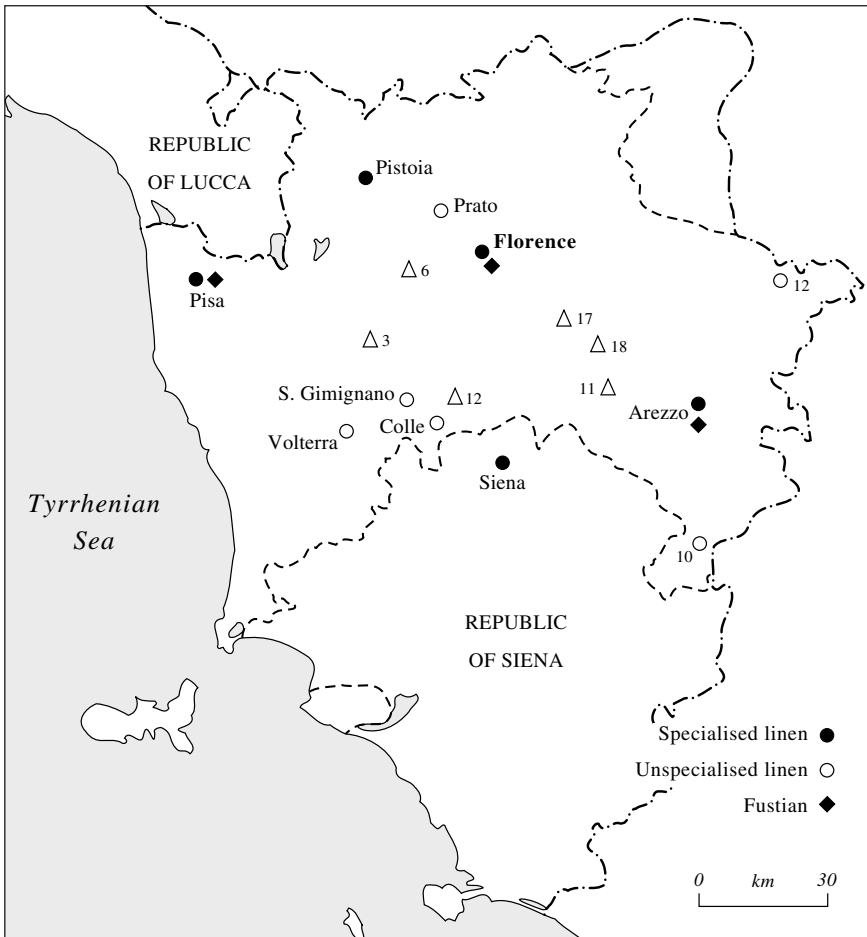 REPUBLIC
OF LUCCA
Pistoia
Prato
Florence
6
12
Pisa
17
3
18
S. Gimignano
12
11
Arezzo
Colle
Volterra
Siena
Tyrrhenian
Sea
10
REPUBLIC
OF SIENA
Specialised linen
Unspecialised linen
Fustian
0 km 30